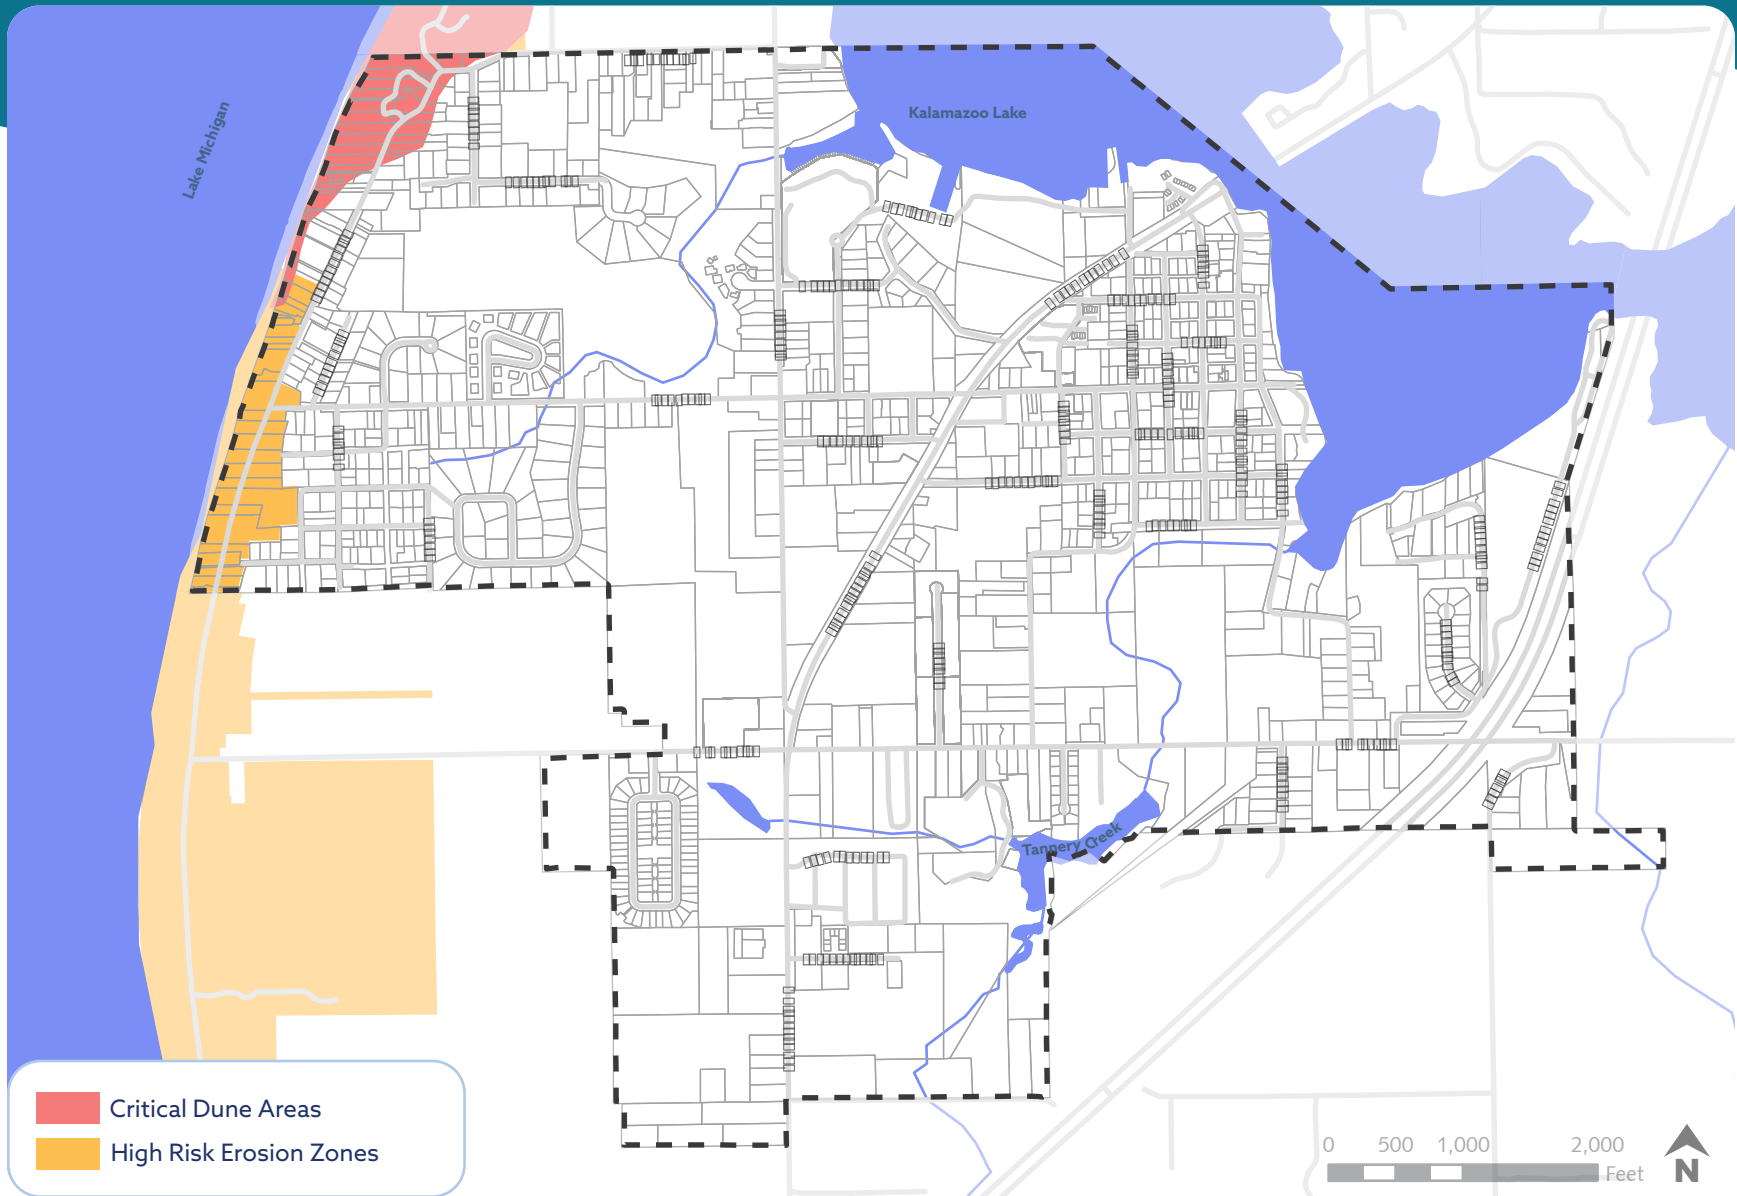 Kalamazoo Lake
Lake Michigan
Tannery Creek
Critical Dune Areas
High Risk Erosion Zones
0 500 1,000 2,000
Feet
N